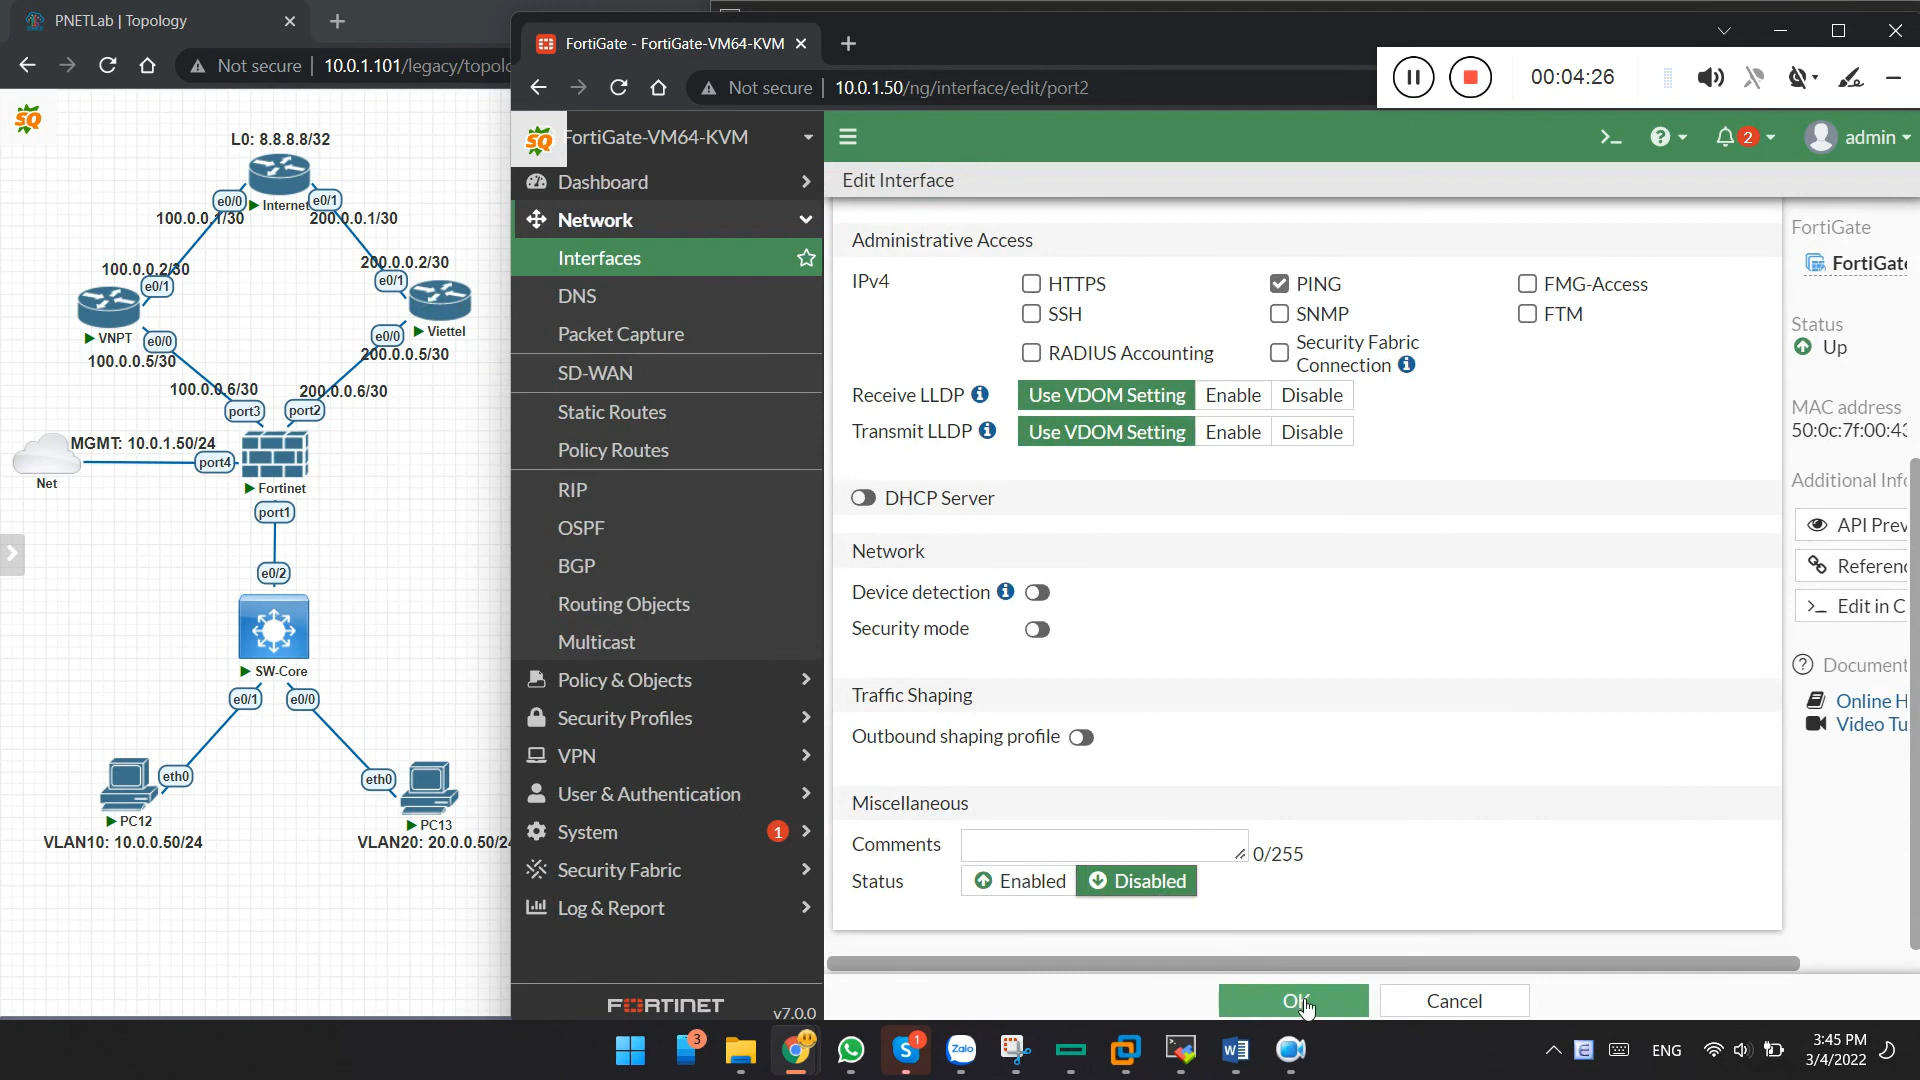 PNETLab | Topology
Not secure
10.0.1.101/legacy/topolo
SQ
L0: 8.8.8.8/32
e0/0
Internet
e0/1
100.0.0.1/30
200.0.0.1/30
100.0.0.2/30
200.0.0.2/30
e0/1
e0/1
VNPT
e0/0
e0/0
Viettel
100.0.0.5/30
200.0.0.5/30
100.0.0.6/30
200.0.0.6/30
port3
port2
MGMT: 10.0.1.50/24
port4
Net
Fortinet
port1
e0/2
SW-Core
e0/1
e0/0
eth0
eth0
PC12
PC13
VLAN10: 10.0.0.50/24
VLAN20: 20.0.0.50/24
FortiGate - FortiGate-VM64-KVM
Not secure
10.0.1.50/ng/interface/edit/port2
00:04:26
SQ
FortiGate-VM64-KVM
2
admin
Dashboard
Network
Interfaces
DNS
Packet Capture
SD-WAN
Static Routes
Policy Routes
RIP
OSPF
BGP
Routing Objects
Multicast
Policy & Objects
Security Profiles
VPN
User & Authentication
System
1
Security Fabric
Log & Report
FORTINET
v7.0.0
Edit Interface
Administrative Access
IPv4
HTTPS
PING
FMG-Access
SSH
SNMP
FTM
RADIUS Accounting
Security Fabric
Connection
Receive LLDP
Use VDOM Setting
Enable
Disable
Transmit LLDP
Use VDOM Setting
Enable
Disable
DHCP Server
Network
Device detection
Security mode
Traffic Shaping
Outbound shaping profile
Miscellaneous
Comments
0/255
Status
Enabled
Disabled
OK
Cancel
FortiGate
FortiGate
Status
Up
MAC address
50:0c:7f:00:43
Additional Info
API Prev
Referenc
Edit in C
Document
Online H
Video Tu
3
1
Zalo
ENG
3:45 PM
3/4/2022